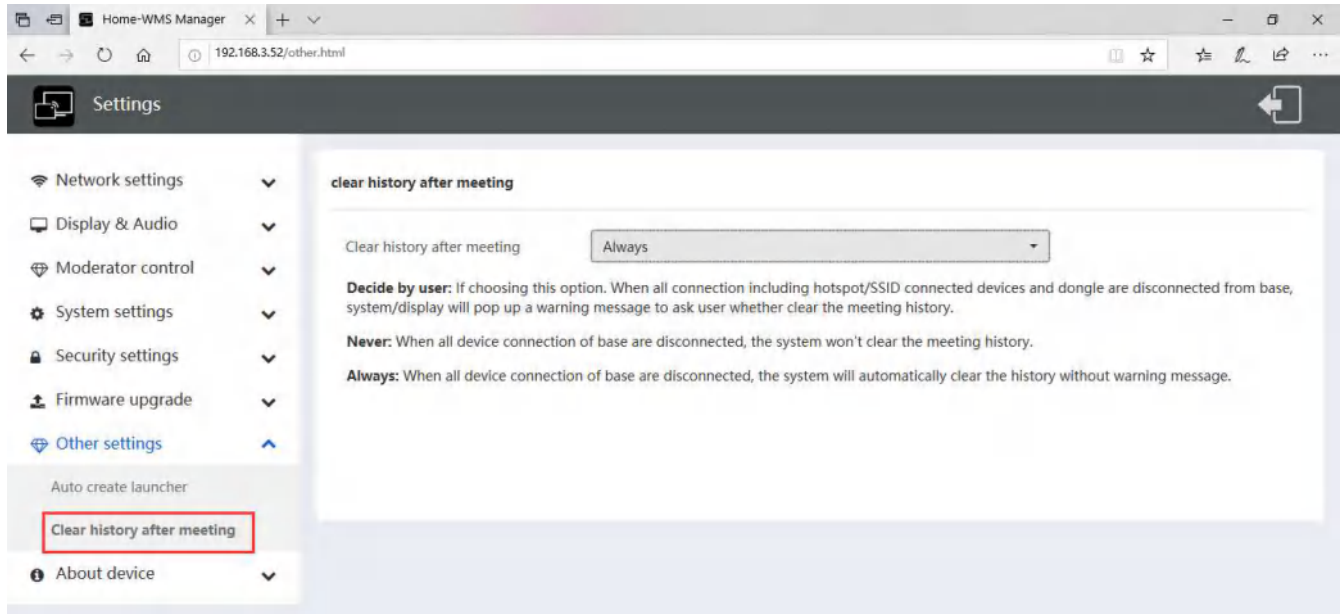 Home-WMS Manager
192.168.3.52/other.html
Settings
Network settings
Display & Audio
Moderator control
System settings
Security settings
Firmware upgrade
Other settings
Auto create launcher
Clear history after meeting
About device
clear history after meeting
Clear history after meeting Always
Decide by user: If choosing this option. When all connection including hotspot/SSID connected devices and dongle are disconnected from base,
system/display will pop up a warning message to ask user whether clear the meeting history.
Never: When all device connection of base are disconnected, the system won't clear the meeting history.
Always: When all device connection of base are disconnected, the system will automatically clear the history without warning message.